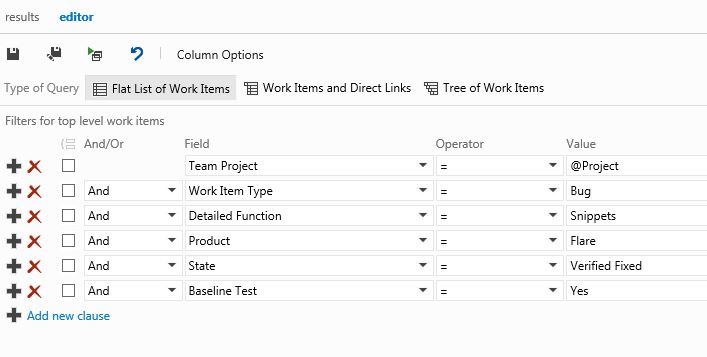 results editor
Column Options
Type of Query Flat List of Work Items Work Items and Direct Links Tree of Work Items
Filters for top level work items
And/Or Field Operator Value
Team Project = @Project
And Work Item Type = Bug
And Detailed Function = Snippets
And Product = Flare
And State = Verified Fixed
And Baseline Test = Yes
Add new clause